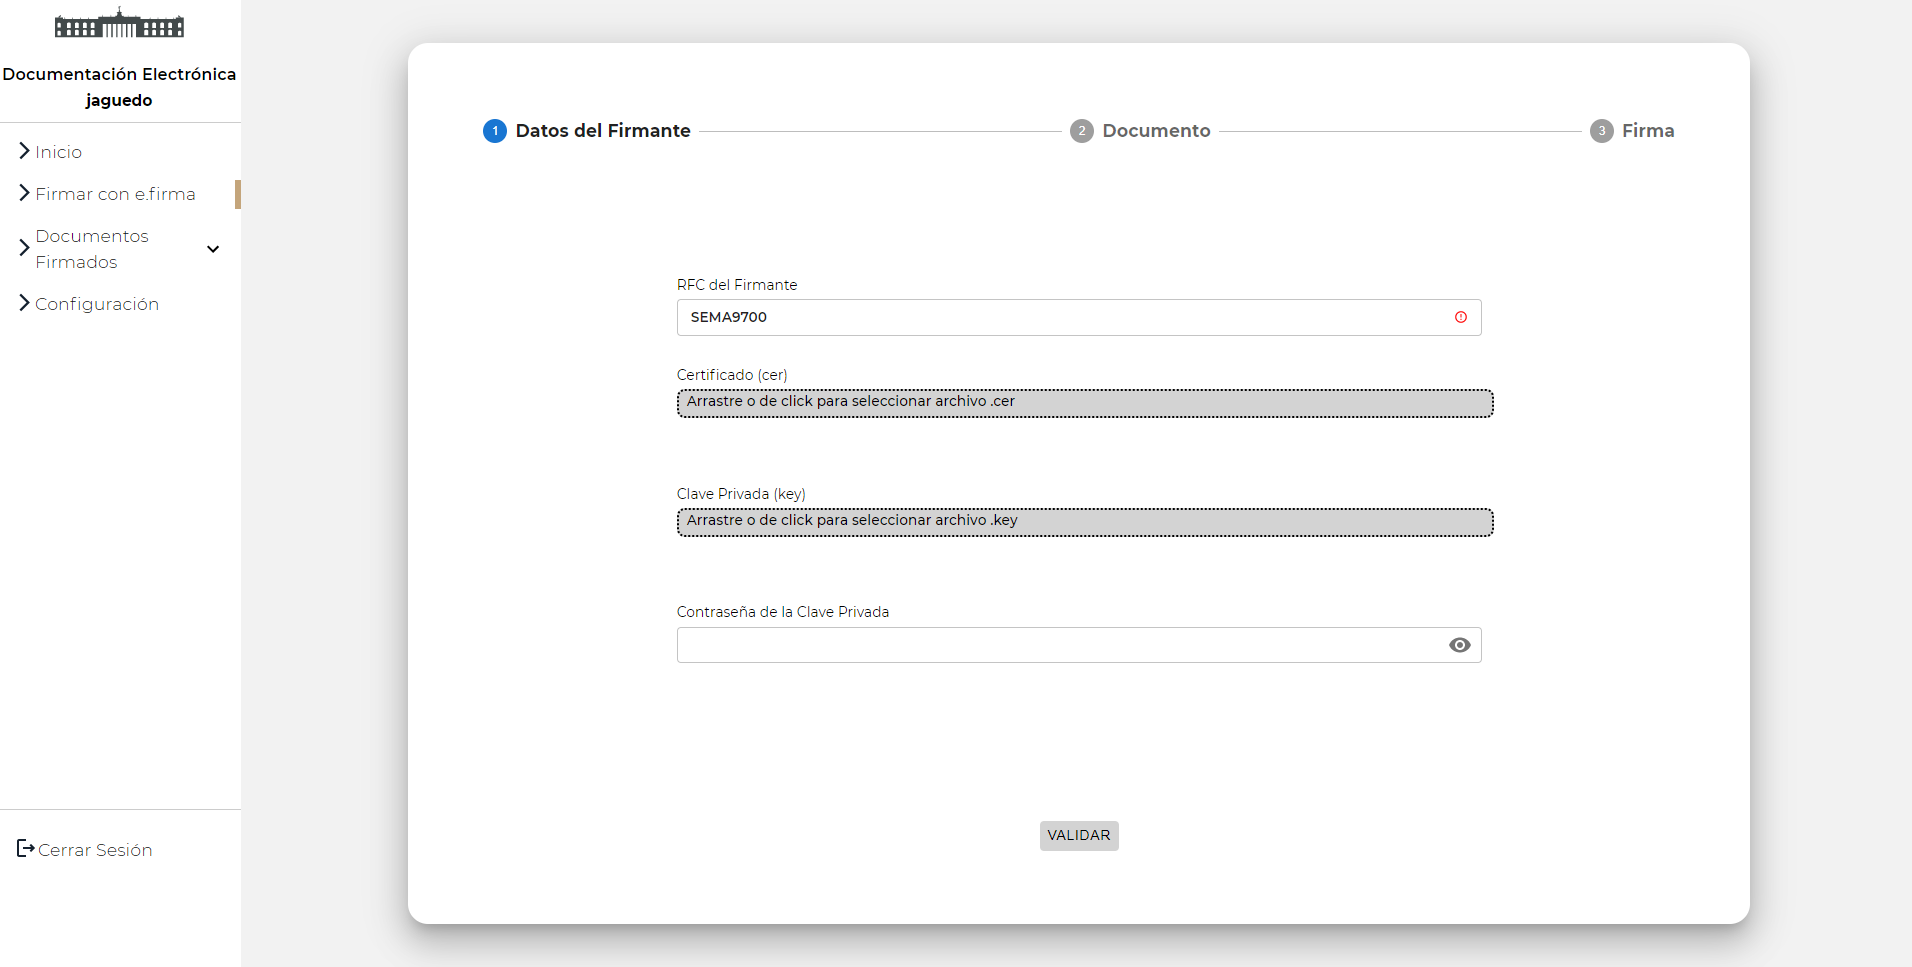 Documentación Electrónica
jaguedo
Inicio
Firmar con e.firma
Documentos
Firmados
Configuración
Cerrar Sesión
1 Datos del Firmante
2 Documento
3 Firma
RFC del Firmante
SEMA9700
Certificado (cer)
Arrastre o de click para seleccionar archivo .cer
Clave Privada (key)
Arrastre o de click para seleccionar archivo .key
Contraseña de la Clave Privada
VALIDAR